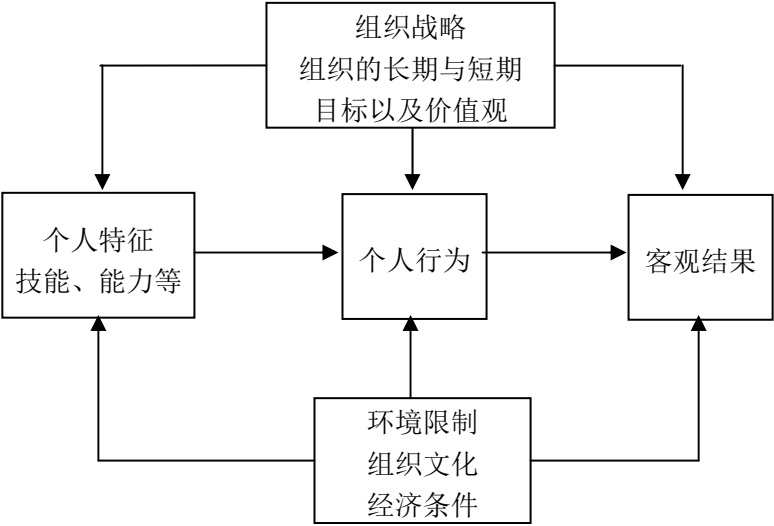 组织战略
组织的长期与短期
目标以及价值观
个人特征
技能、能力等
个人行为
客观结果
环境限制
组织文化
经济条件